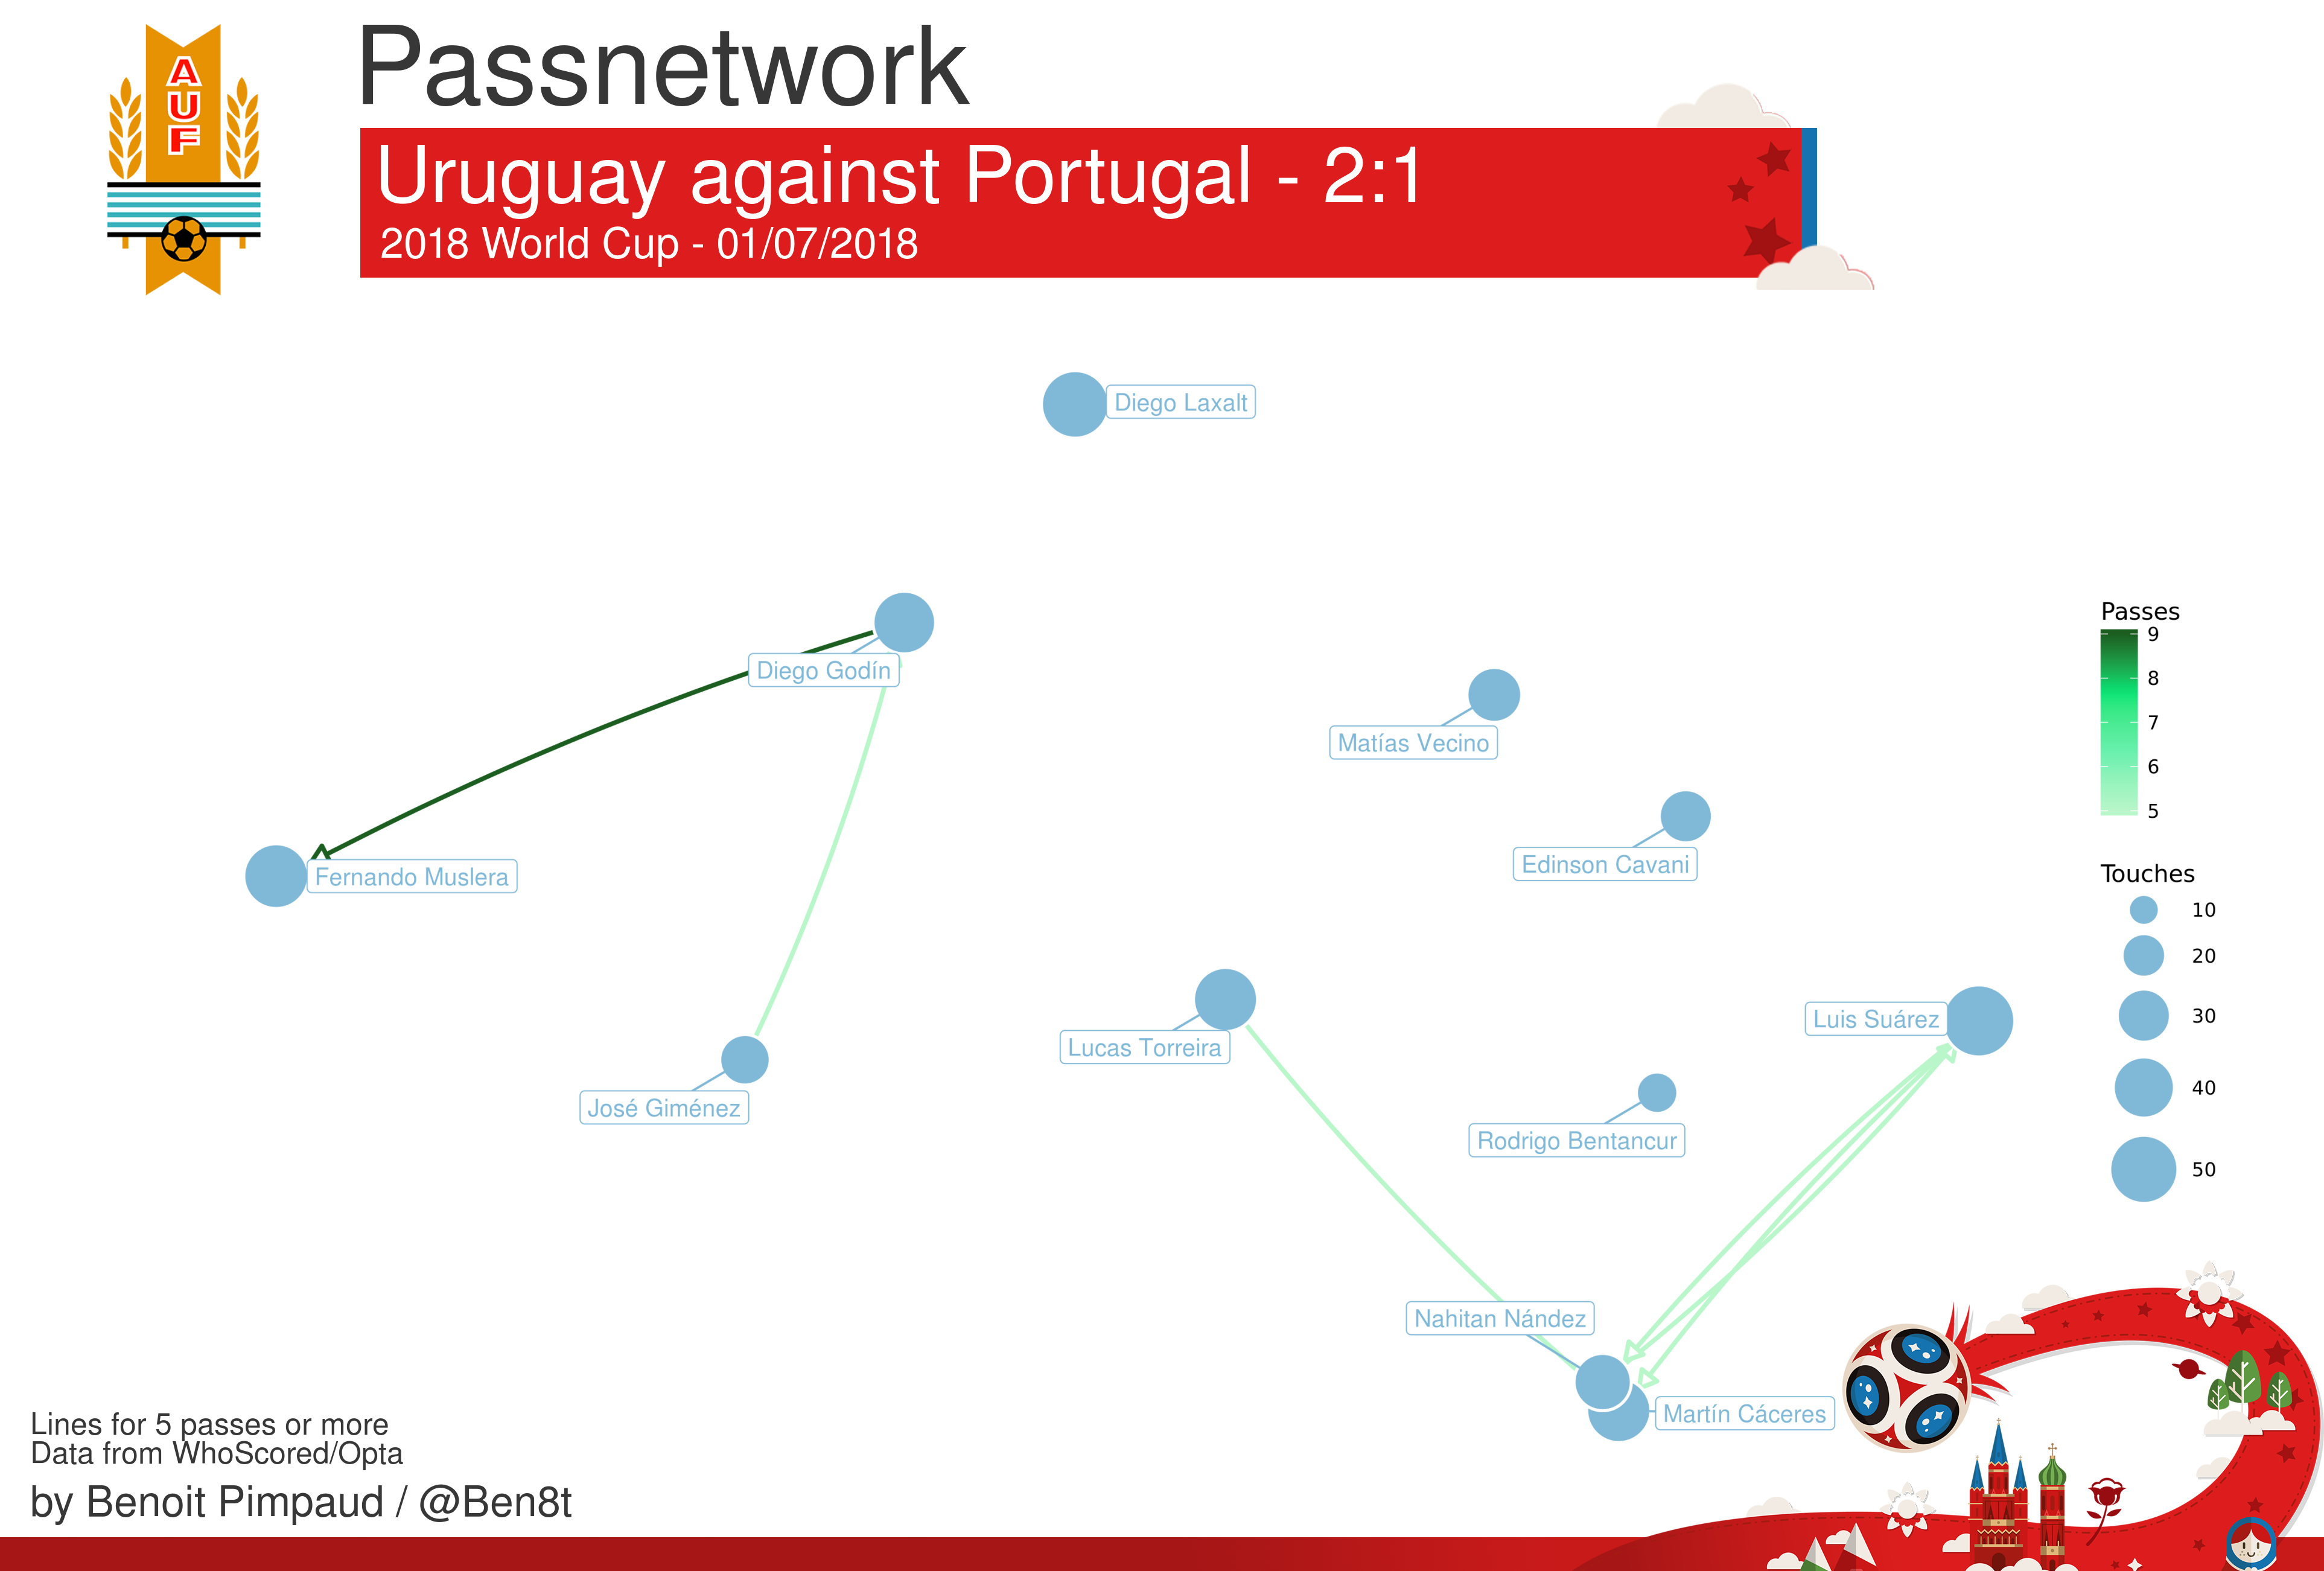 A
U
F
Passnetwork
Uruguay against Portugal - 2:1
2018 World Cup - 01/07/2018
Diego Laxalt
Diego Godín
Matías Vecino
Edinson Cavani
Fernando Muslera
Luis Suárez
Lucas Torreira
José Giménez
Rodrigo Bentancur
Nahitan Nández
Martín Cáceres
Passes
9
8
7
6
5
Touches
10
20
30
40
50
Lines for 5 passes or more
Data from WhoScored/Opta
by Benoit Pimpaud / @Ben8t